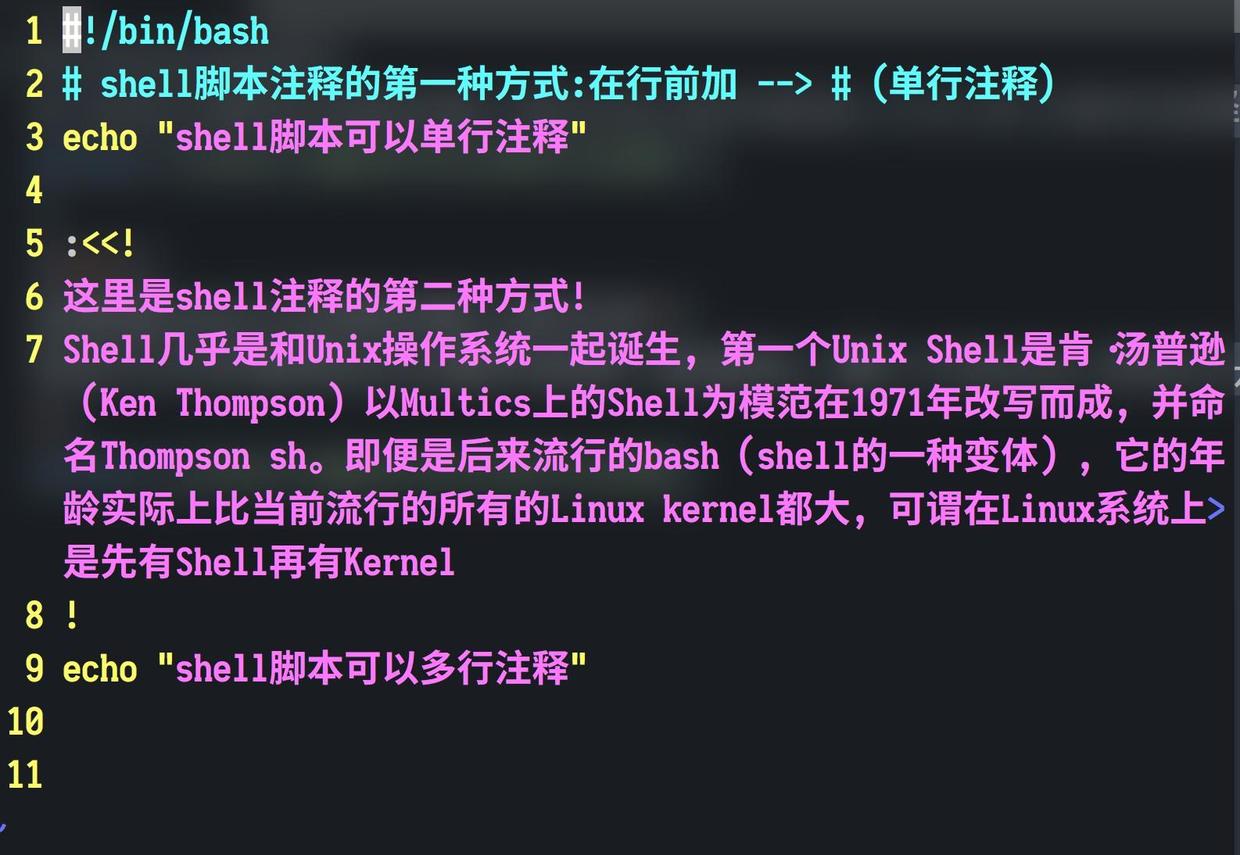 1 #!/bin/bash
2 # shell脚本注释的第一种方式:在行前加 --> # (单行注释)
3 echo "shell脚本可以单行注释"
4
5 :<<!
6 这里是shell注释的第二种方式!
7 Shell几乎是和Unix操作系统一起诞生，第一个Unix Shell是肯·汤普逊
（Ken Thompson）以Multics上的Shell为模范在1971年改写而成，并命
名Thompson sh。即便是后来流行的bash（shell的一种变体），它的年
龄实际上比当前流行的所有的Linux kernel都大，可谓在Linux系统上>
是先有Shell再有Kernel
8 !
9 echo "shell脚本可以多行注释"
10
11